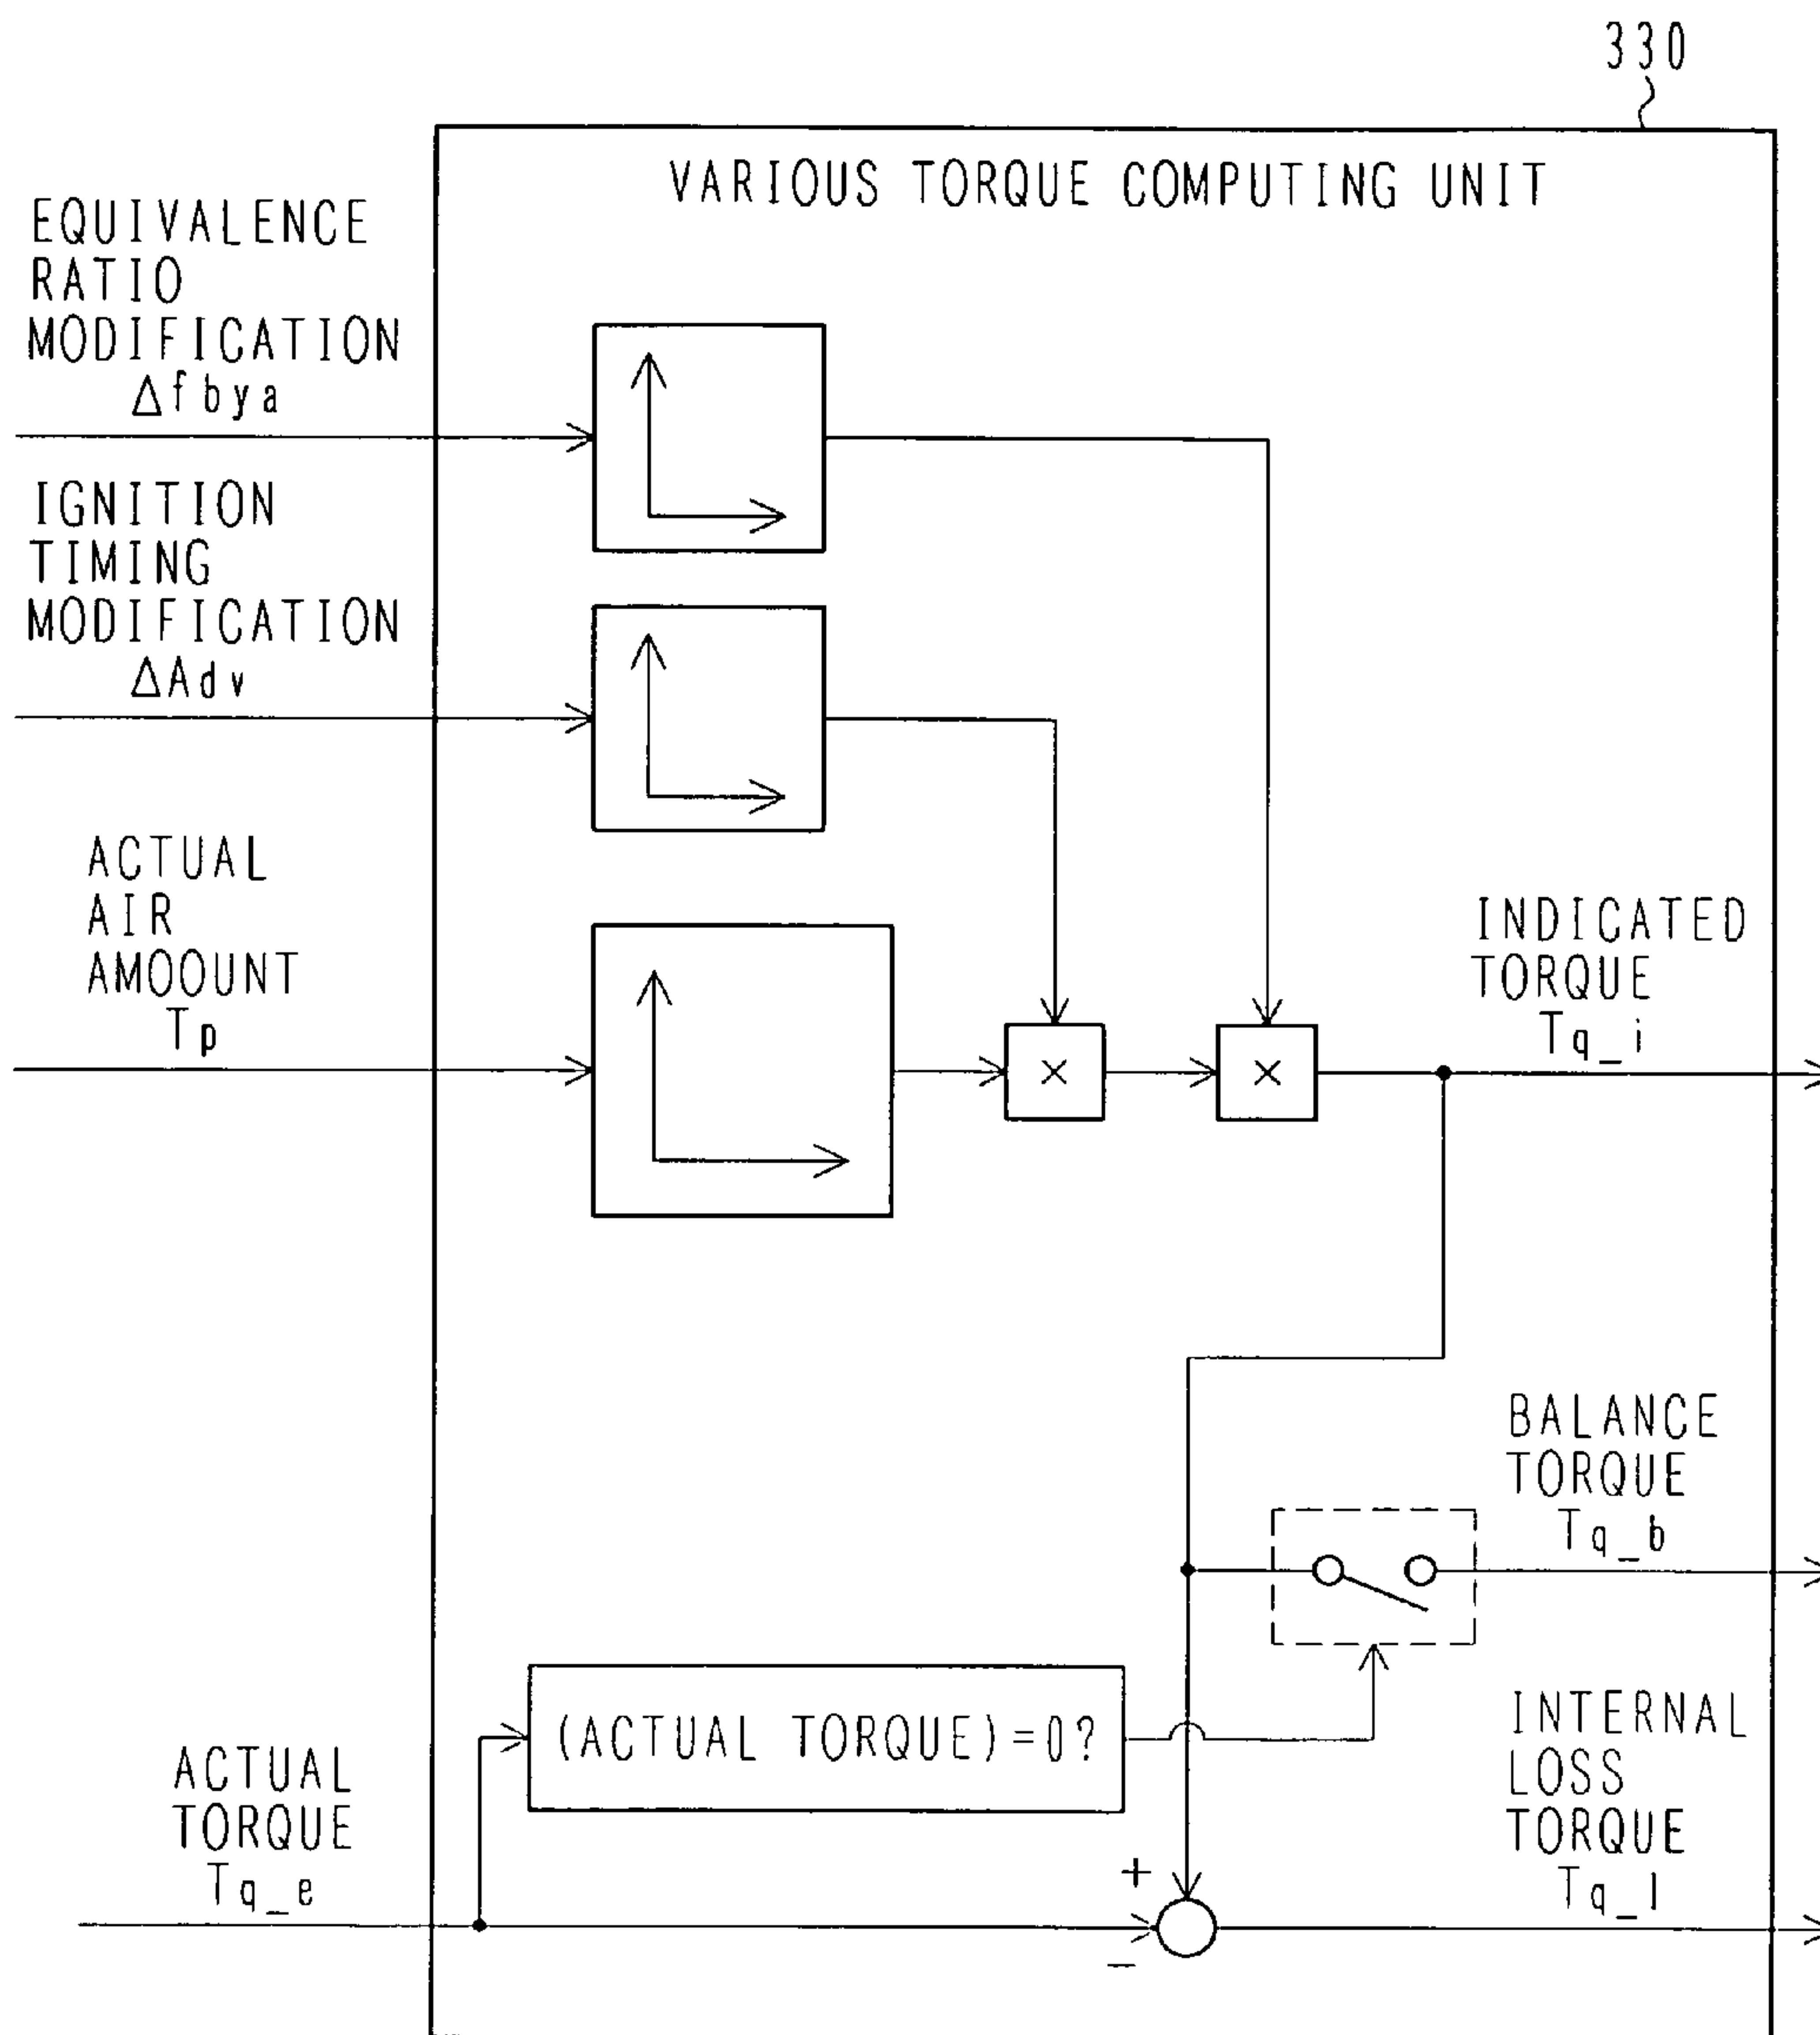 330
VARIOUS TORQUE COMPUTING UNIT
EQUIVALENCE
RATIO
MODIFICATION
Δfbya
IGNITION
TIMING
MODIFICATION
ΔAdv
ACTUAL
AIR
AMOOUNT
Tp
×
×
INDICATED
TORQUE
Tq_i
BALANCE
TORQUE
Tq_b
(ACTUAL TORQUE)=0?
INTERNAL
LOSS
TORQUE
Tq_l
ACTUAL
TORQUE
Tq_e
+
−